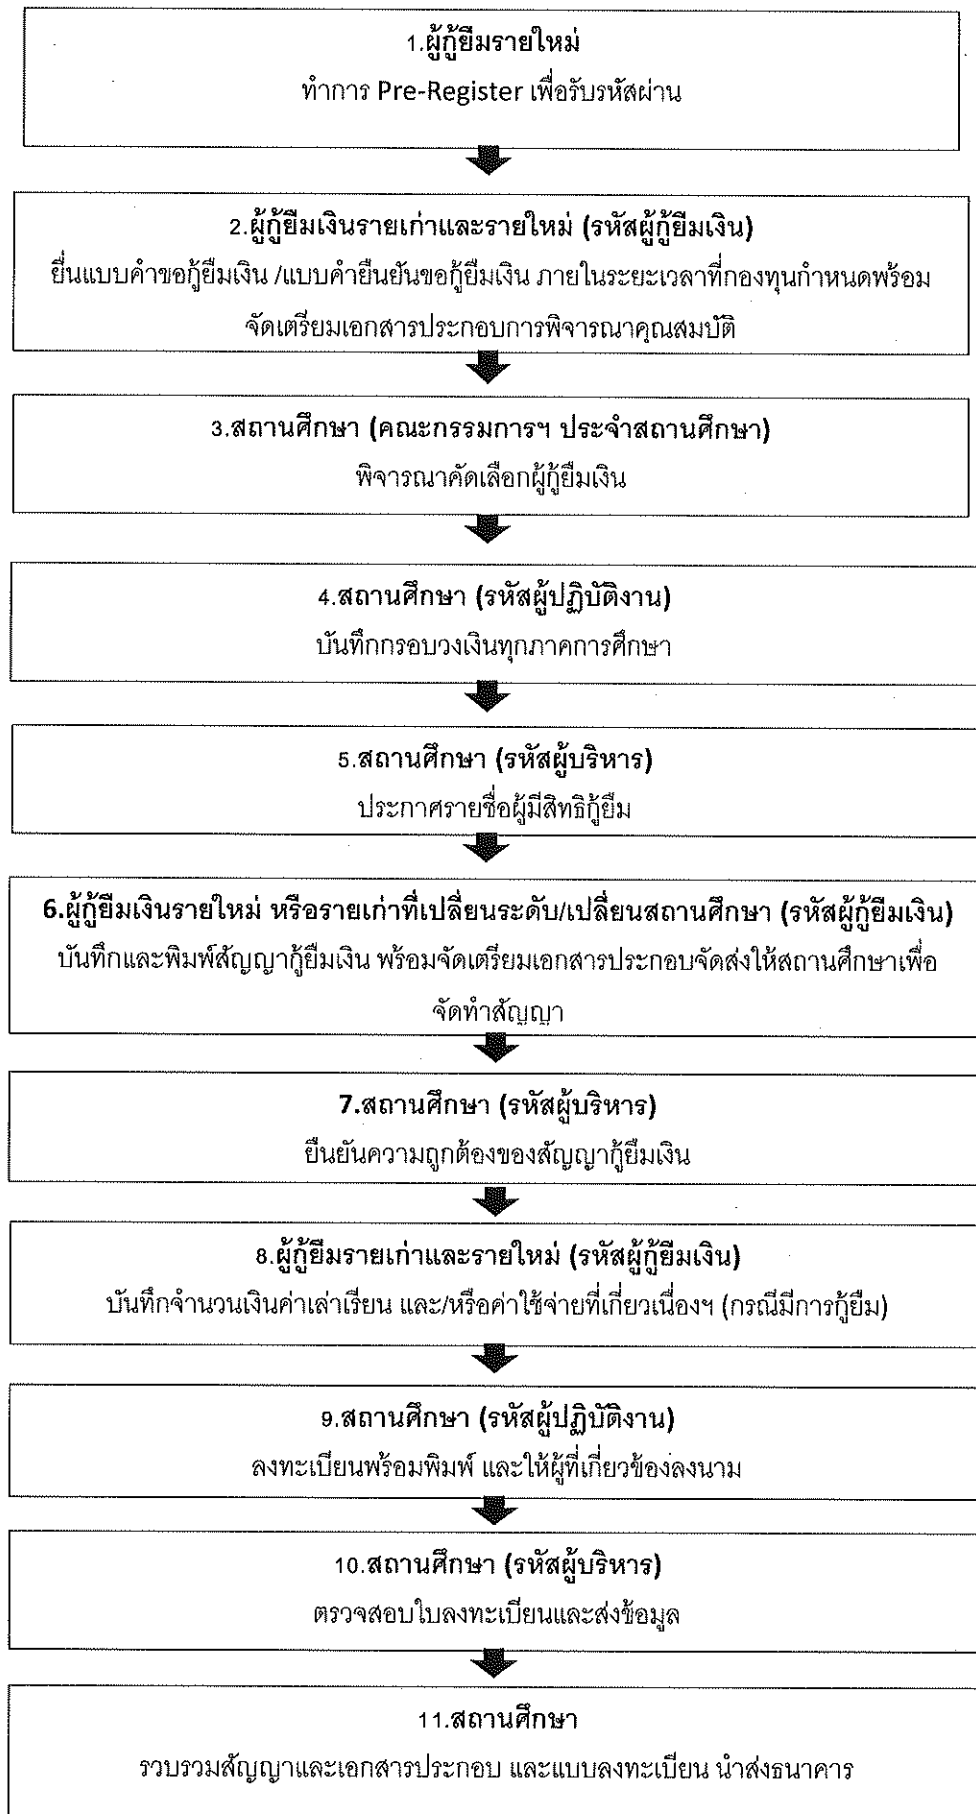 1.ผู้กู้ยืมรายใหม่
ทำการ Pre-Register เพื่อรับรหัสผ่าน
2.ผู้กู้ยืมเงินรายเก่าและรายใหม่ (รหัสผู้กู้ยืมเงิน)
ยื่นแบบคำขอกู้ยืมเงิน /แบบคำยืนยันขอกู้ยืมเงิน ภายในระยะเวลาที่กองทุนกำหนดพร้อม
จัดเตรียมเอกสารประกอบการพิจารณาคุณสมบัติ
3.สถานศึกษา (คณะกรรมการฯ ประจำสถานศึกษา)
พิจารณาคัดเลือกผู้กู้ยืมเงิน
4.สถานศึกษา (รหัสผู้ปฏิบัติงาน)
บันทึกกรอบวงเงินทุกภาคการศึกษา
5.สถานศึกษา (รหัสผู้บริหาร)
ประกาศรายชื่อผู้มีสิทธิกู้ยืม
6.ผู้กู้ยืมเงินรายใหม่ หรือรายเก่าที่เปลี่ยนระดับ/เปลี่ยนสถานศึกษา (รหัสผู้กู้ยืมเงิน)
บันทึกและพิมพ์สัญญากู้ยืมเงิน พร้อมจัดเตรียมเอกสารประกอบจัดส่งให้สถานศึกษาเพื่อ
จัดทำสัญญา
7.สถานศึกษา (รหัสผู้บริหาร)
ยืนยันความถูกต้องของสัญญากู้ยืมเงิน
8.ผู้กู้ยืมรายเก่าและรายใหม่ (รหัสผู้กู้ยืมเงิน)
บันทึกจำนวนเงินค่าเล่าเรียน และ/หรือค่าใช้จ่ายที่เกี่ยวเนื่องฯ (กรณีมีการกู้ยืม)
9.สถานศึกษา (รหัสผู้ปฏิบัติงาน)
ลงทะเบียนพร้อมพิมพ์ และให้ผู้ที่เกี่ยวข้องลงนาม
10.สถานศึกษา (รหัสผู้บริหาร)
ตรวจสอบใบลงทะเบียนและส่งข้อมูล
11.สถานศึกษา
รวบรวมสัญญาและเอกสารประกอบ และแบบลงทะเบียน นำส่งธนาคาร